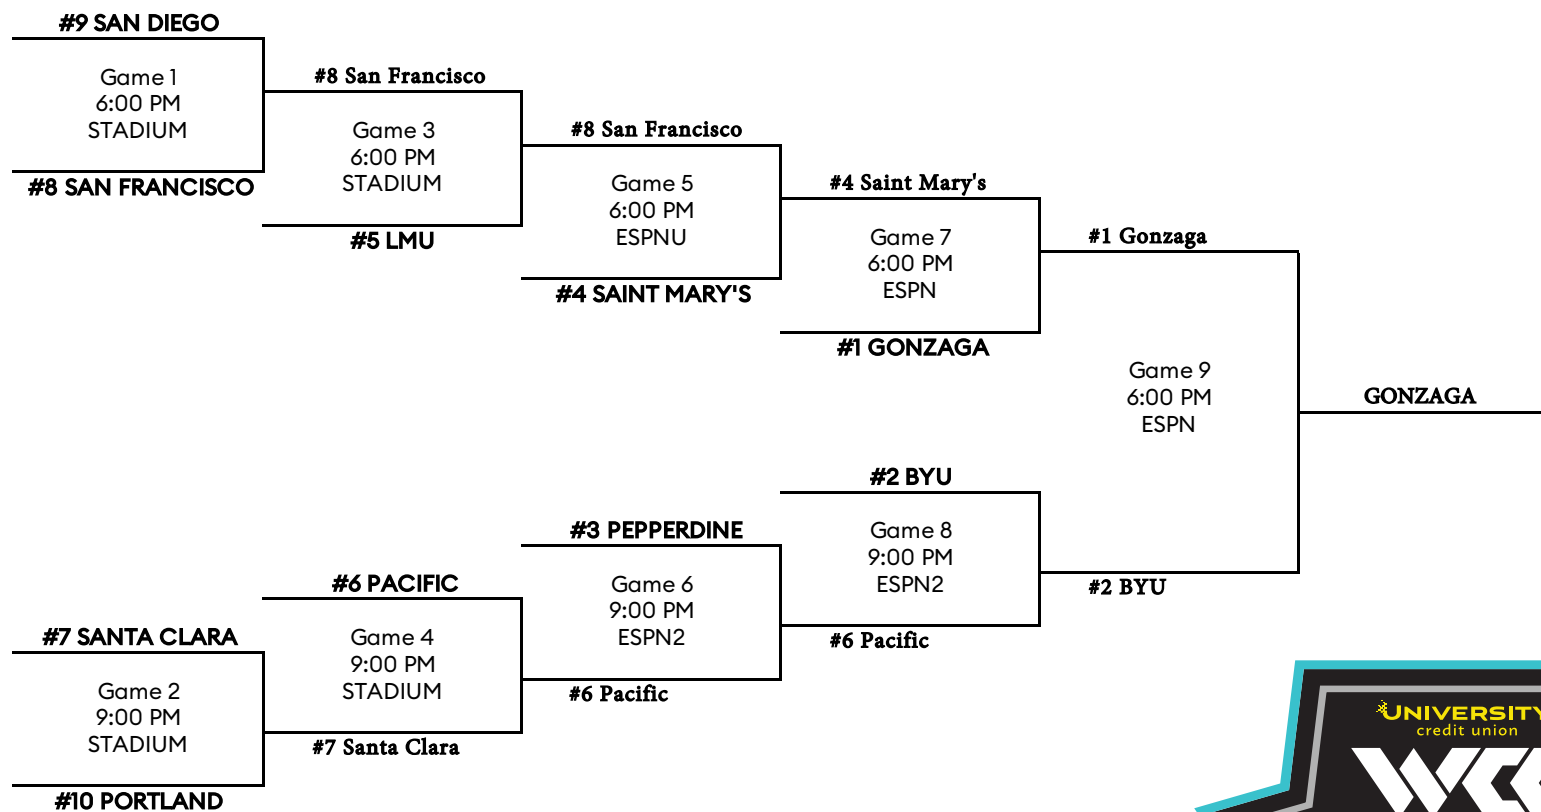 #9 SAN DIEGO
Game 1
6:00 PM
STADIUM
#8 SAN FRANCISCO
#8 San Francisco
Game 3
6:00 PM
STADIUM
#5 LMU
#8 San Francisco
Game 5
6:00 PM
ESPNU
#4 SAINT MARY'S
#4 Saint Mary's
Game 7
6:00 PM
ESPN
#1 GONZAGA
#1 Gonzaga
Game 9
6:00 PM
ESPN
GONZAGA
#2 BYU
Game 8
9:00 PM
ESPN2
#2 BYU
#3 PEPPERDINE
Game 6
9:00 PM
ESPN2
#6 Pacific
#6 PACIFIC
Game 4
9:00 PM
STADIUM
#6 Pacific
#7 SANTA CLARA
Game 2
9:00 PM
STADIUM
#7 Santa Clara
#10 PORTLAND
UNIVERSITY
credit union
WCC